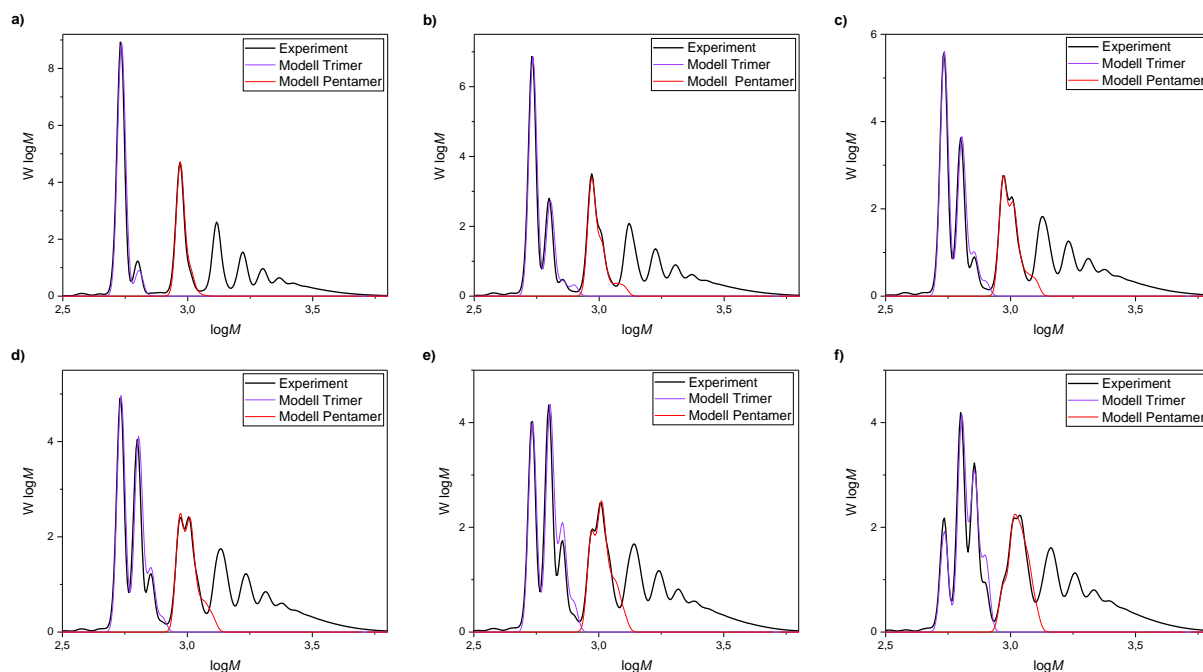 a)
Experiment
Modell Trimer
Modell Pentamer
8
6
4
2
0
W logM
2,5
3,0
3,5
logM
b)
Experiment
Modell Trimer
Modell  Pentamer
6
4
2
0
W logM
2,5
3,0
3,5
logM
c)
Experiment
Modell Trimer
Modell Pentamer
6
4
2
0
W logM
2,5
3,0
3,5
logM
d)
Experiment
Modell Trimer
Modell Pentamer
4
2
0
W logM
2,5
3,0
3,5
logM
e)
Experiment
Modell Trimer
Modell Pentamer
4
2
0
W logM
2,5
3,0
3,5
logM
f)
Experiment
Modell Trimer
Modell Pentamer
4
2
0
W logM
2,5
3,0
3,5
logM